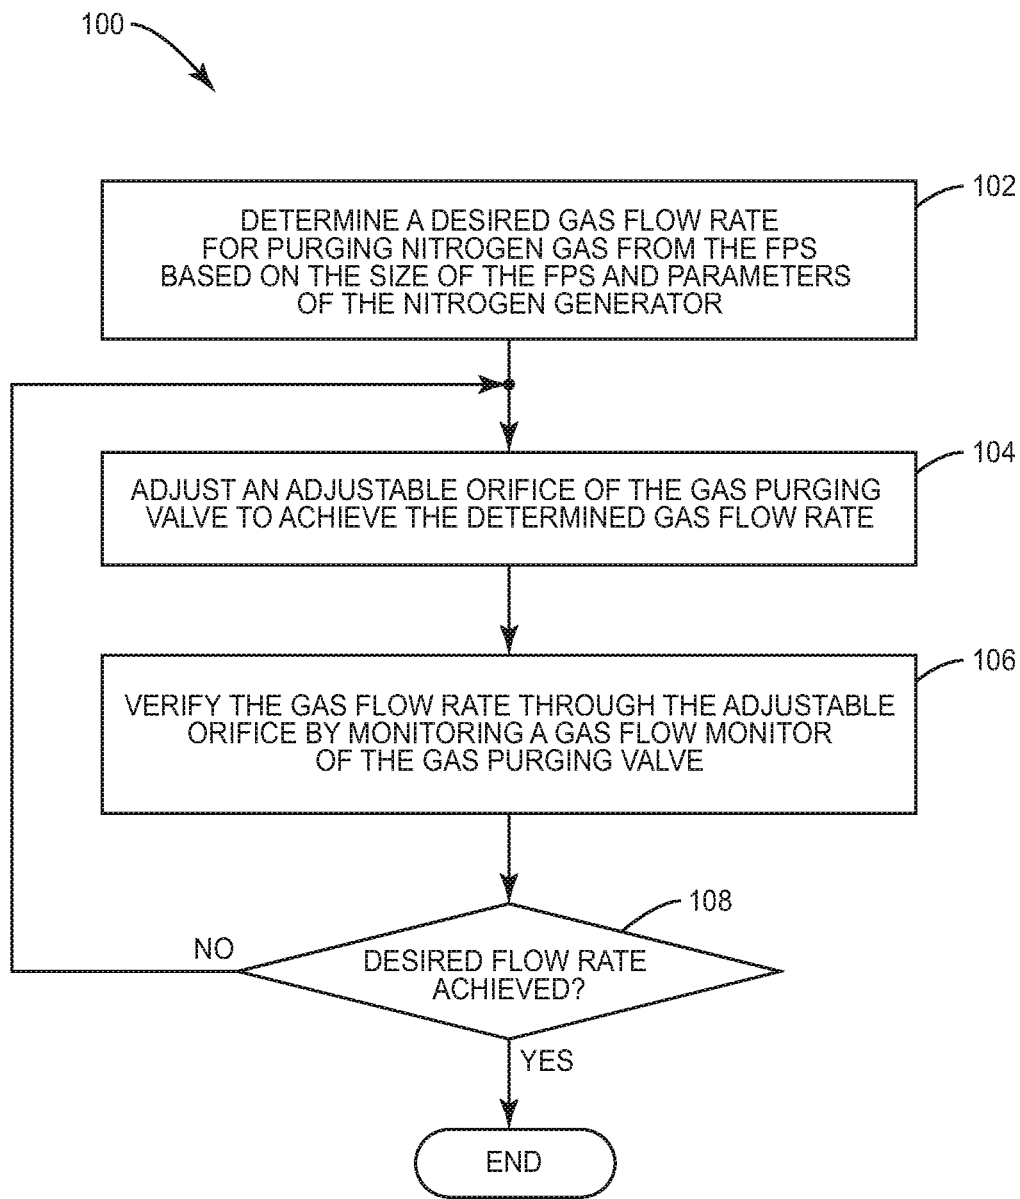 100
102
DETERMINE A DESIRED GAS FLOW RATE
FOR PURGING NITROGEN GAS FROM THE FPS
BASED ON THE SIZE OF THE FPS AND PARAMETERS
OF THE NITROGEN GENERATOR
104
ADJUST AN ADJUSTABLE ORIFICE OF THE GAS PURGING
VALVE TO ACHIEVE THE DETERMINED GAS FLOW RATE
106
VERIFY THE GAS FLOW RATE THROUGH THE ADJUSTABLE
ORIFICE BY MONITORING A GAS FLOW MONITOR
OF THE GAS PURGING VALVE
108
NO
DESIRED FLOW RATE
ACHIEVED?
YES
END